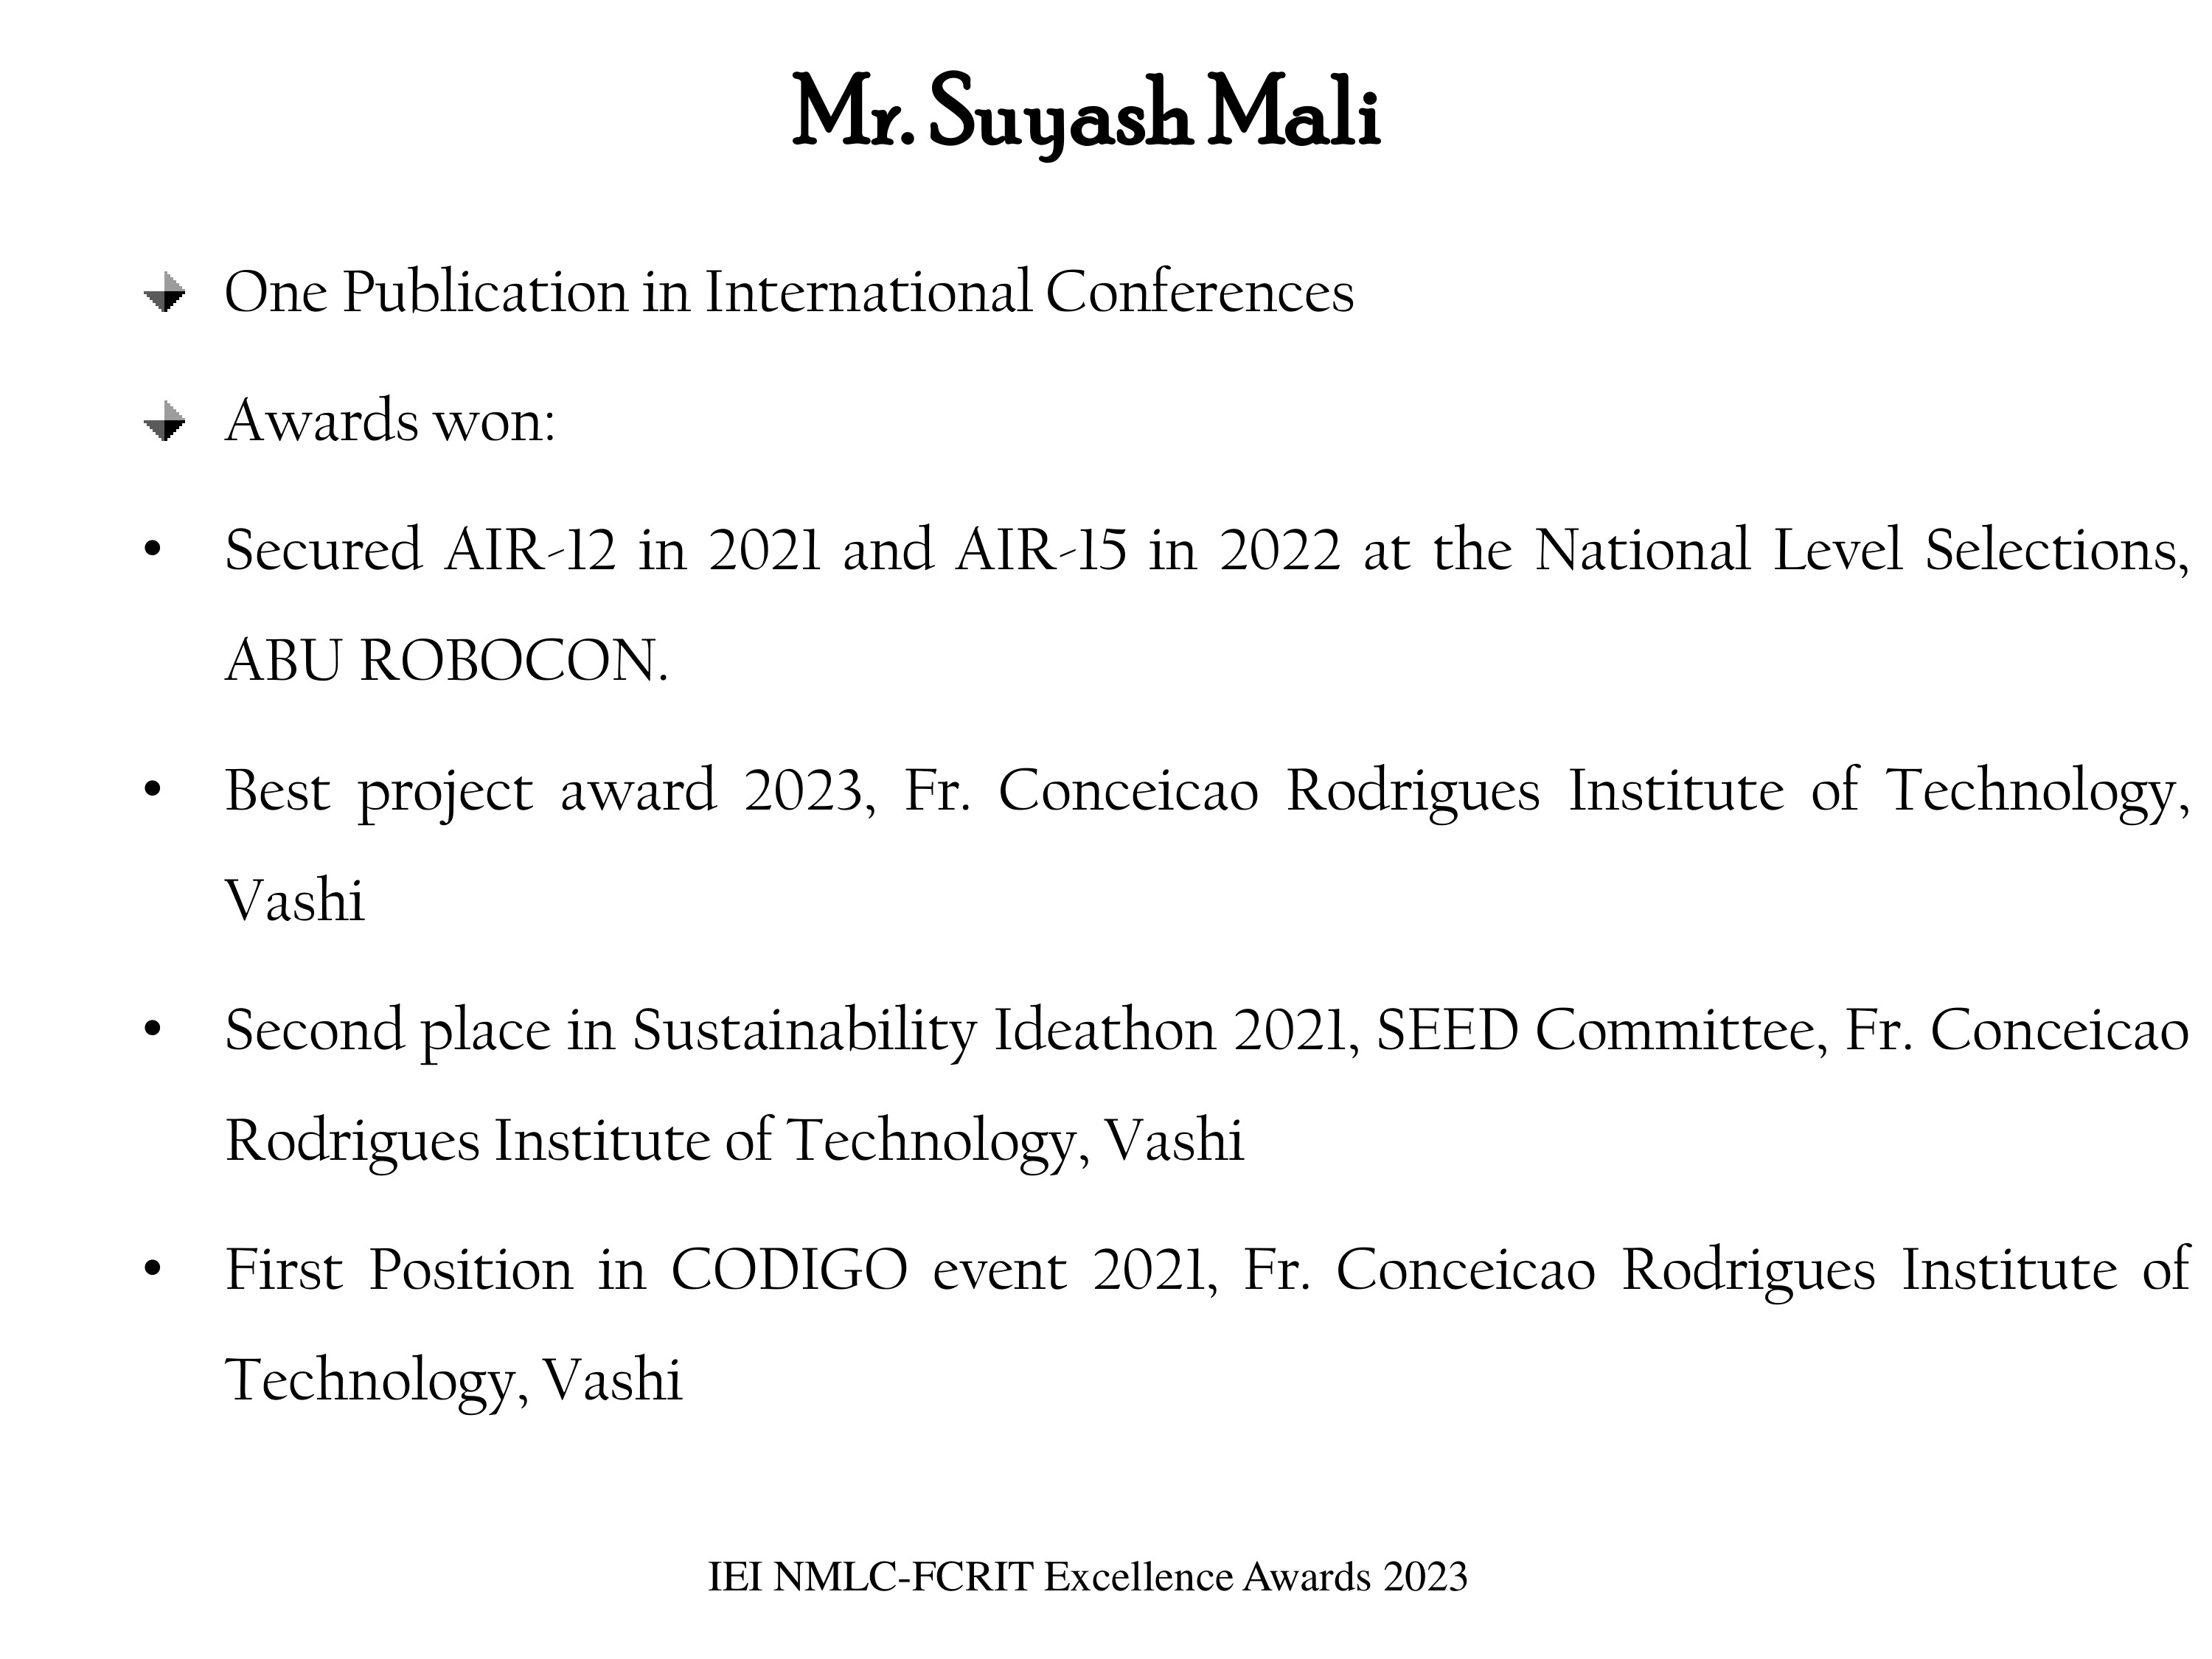 Mr. Suyash Mali
One Publication in International Conferences
Awards won:
• Secured AIR-12 in 2021 and AIR-15 in 2022 at the National Level Selections,
ABU ROBOCON.
• Best project award 2023, Fr. Conceicao Rodrigues Institute of Technology,
Vashi
• Second place in Sustainability Ideathon 2021, SEED Committee, Fr. Conceicao
Rodrigues Institute of Technology, Vashi
• First Position in CODIGO event 2021, Fr. Conceicao Rodrigues Institute of
Technology, Vashi
IEI NMLC-FCRIT Excellence Awards 2023